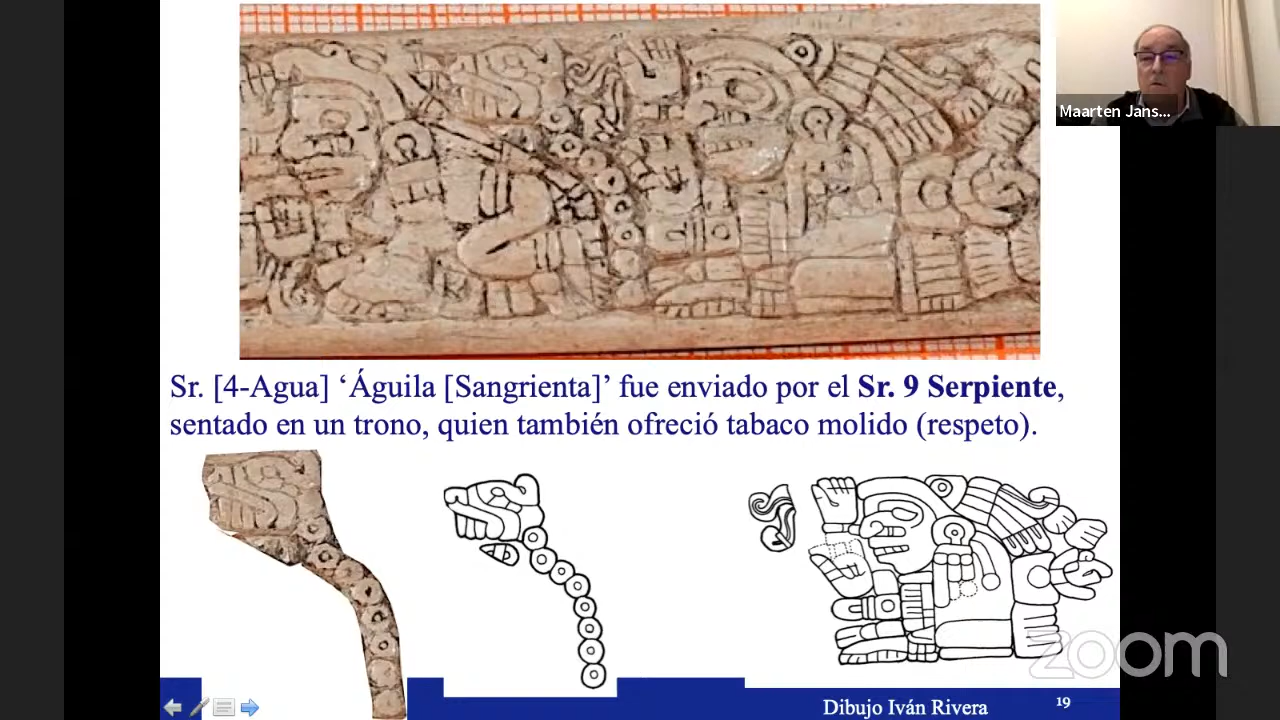 Maarten Jans...
Sr. [4-Agua] ‘Águila [Sangrienta]’ fue enviado por el Sr. 9 Serpiente,
sentado en un trono, quien también ofreció tabaco molido (respeto).
zoom
Dibujo Iván Rivera
19